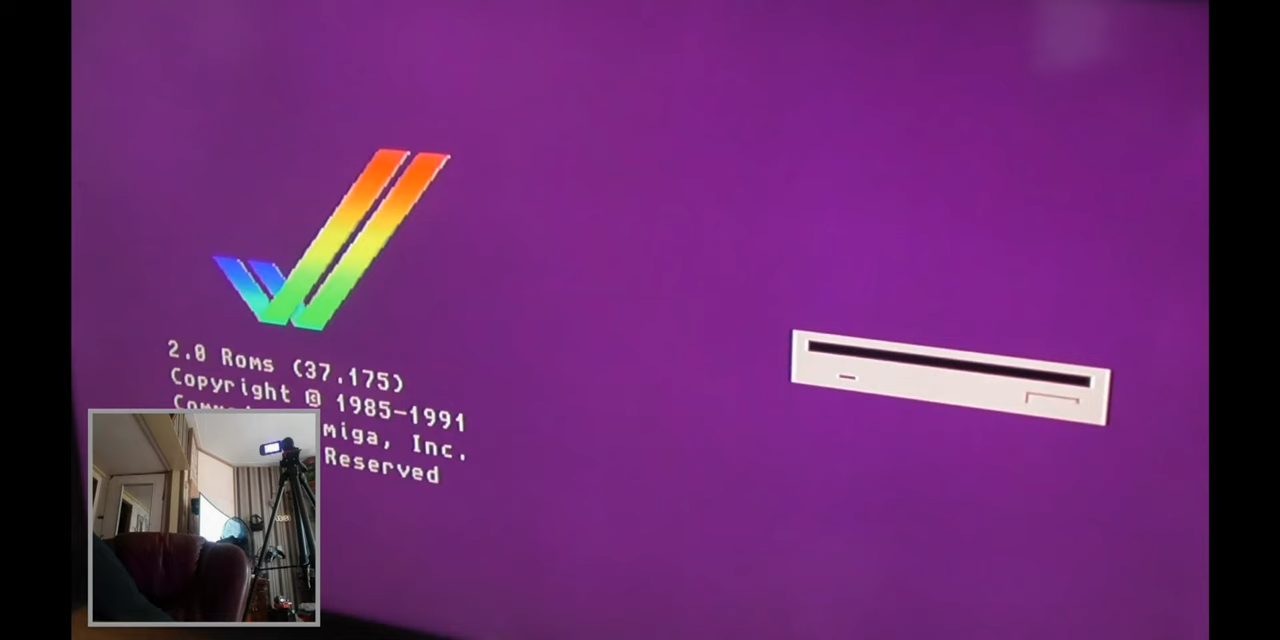 2.0 Roms (37.175)
Copyright © 1985-1991
miga, Inc.
Reserved